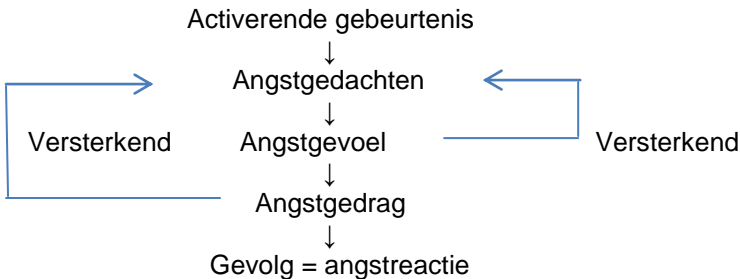 Activerende gebeurtenis
↓
Angstgedachten
↓
Versterkend Angstgevoel Versterkend
↓
Angstgedrag
↓
Gevolg = angstreactie